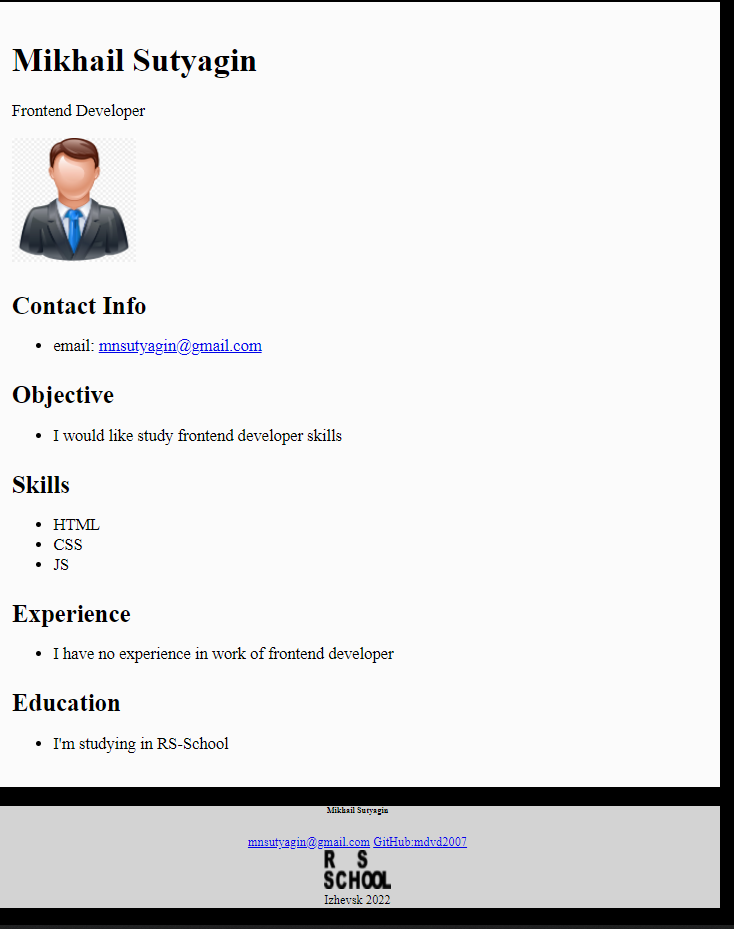 Mikhail Sutyagin
Frontend Developer
Contact Info
email: mnsutyagin@gmail.com
Objective
I would like study frontend developer skills
Skills
HTML
CSS
JS
Experience
I have no experience in work of frontend developer
Education
I'm studying in RS-School
Mikhail Sutyagin
mnsutyagin@gmail.com GitHub:mdvd2007
R S
SCHOOL
Izhevsk 2022